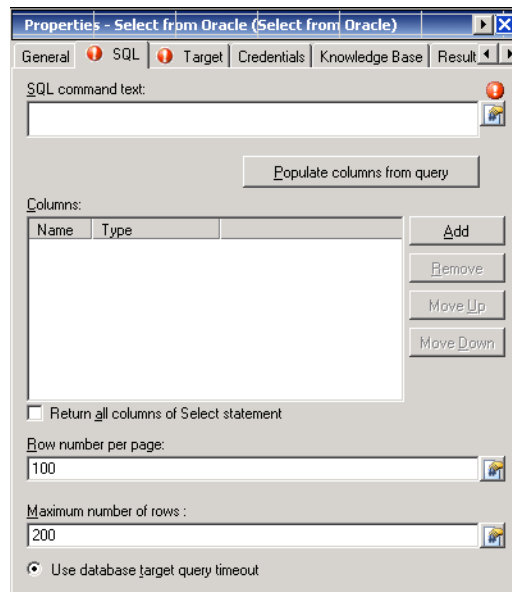 Properties - Select from Oracle (Select from Oracle)
General SQL Target Credentials Knowledge Base Result
SQL command text:
Populate columns from query
Columns:
Name Type
Add
Remove
Move Up
Move Down
Return all columns of Select statement
Row number per page:
100
Maximum number of rows :
200
Use database target query timeout